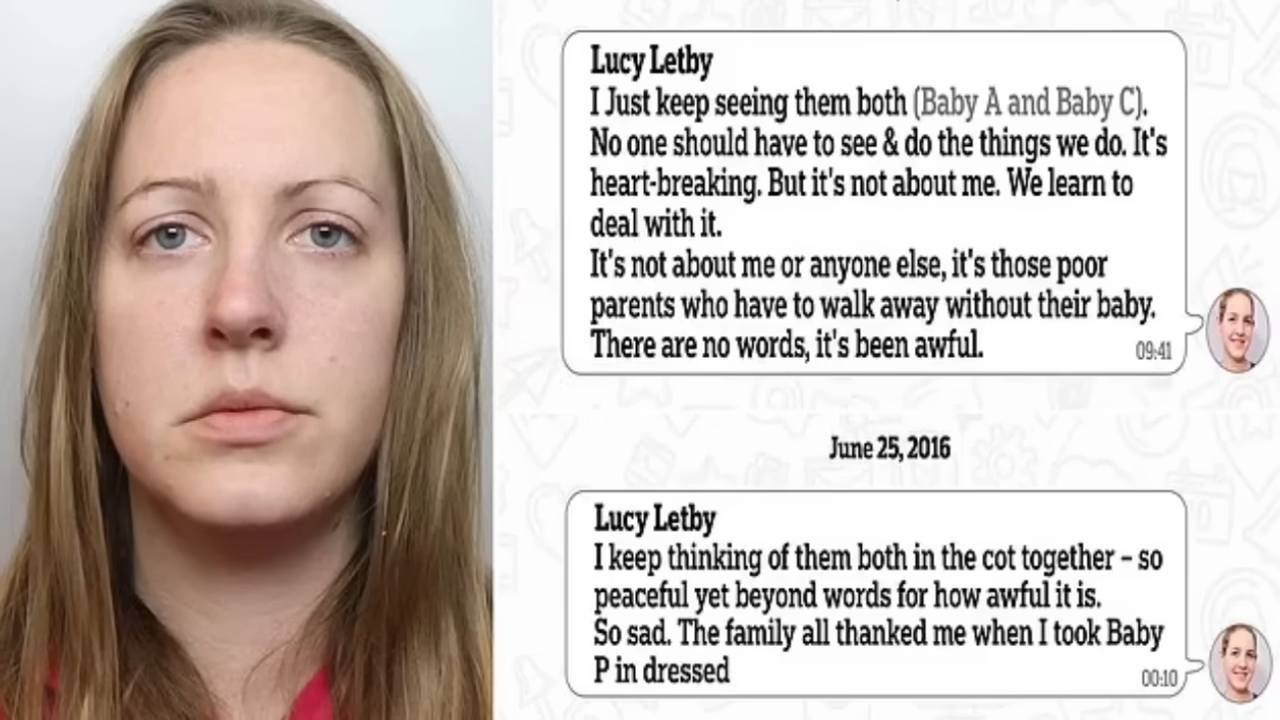 Lucy Letby
I Just keep seeing them both (Baby A and Baby C).
No one should have to see & do the things we do. It's
heart-breaking. But it's not about me. We learn to
deal with it.
It's not about me or anyone else, it's those poor
parents who have to walk away without their baby.
There are no words, it's been awful.
09:41
June 25, 2016
Lucy Letby
I keep thinking of them both in the cot together – so
peaceful yet beyond words for how awful it is.
So sad. The family all thanked me when I took Baby
P in dressed
00:10